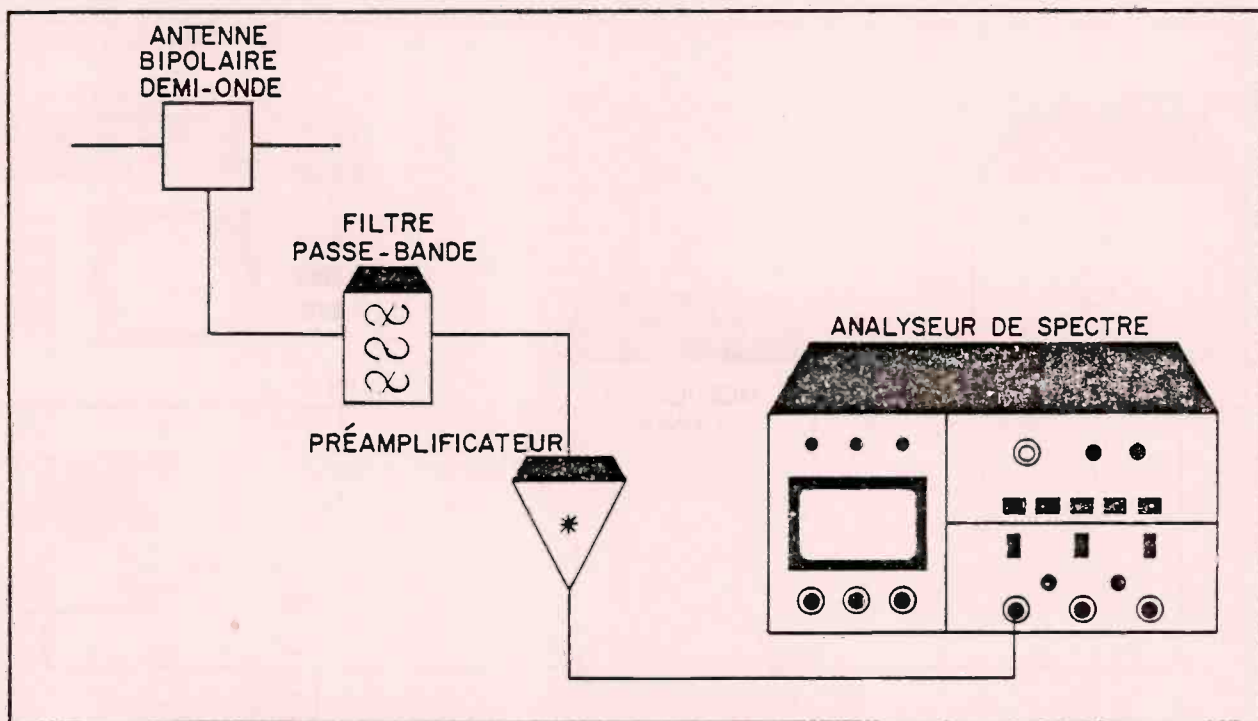 ANTENNE
BIPOLAIRE
DEMI-ONDE
FILTRE
PASSE-BANDE
ANALYSEUR DE SPECTRE
PRÉAMPLIFICATEUR